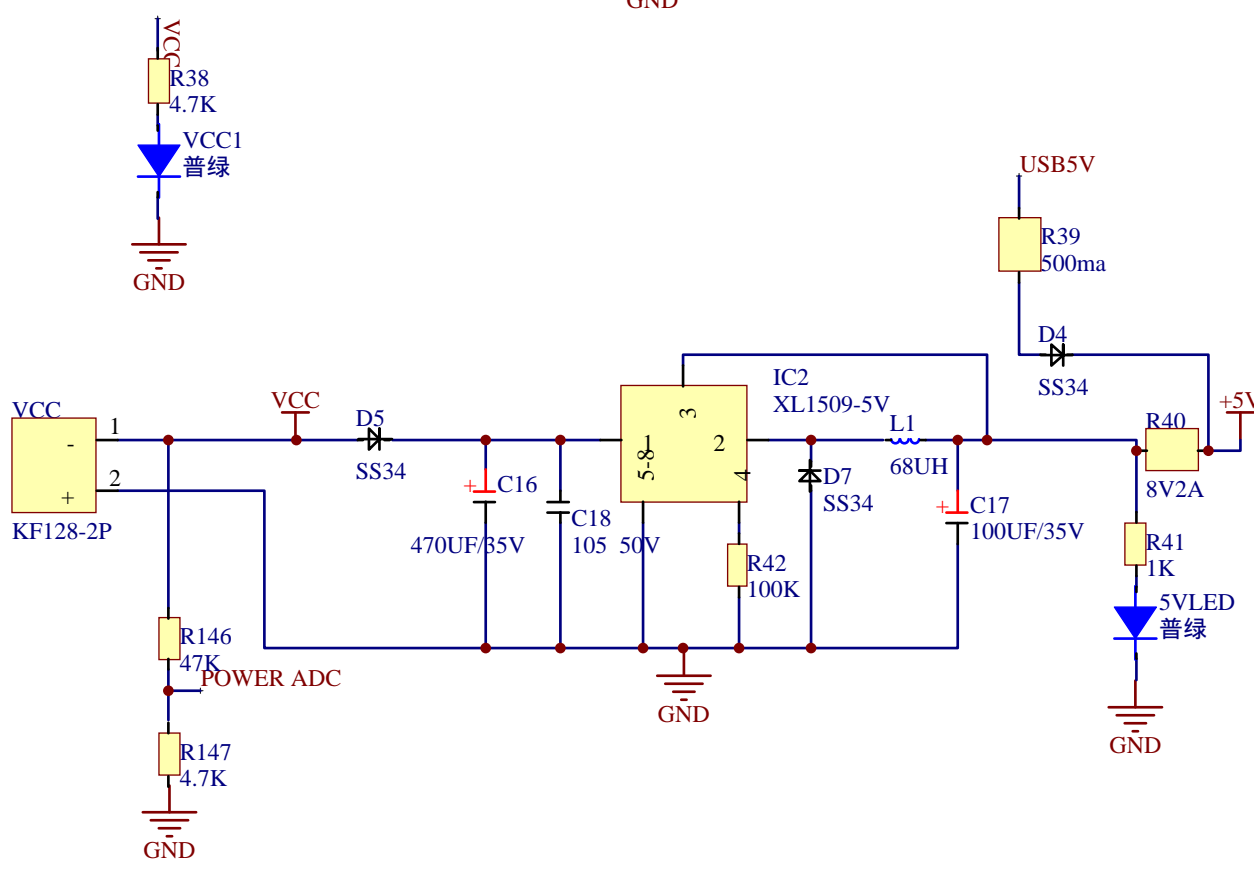 GND
VCC
R38
4.7K
VCC1
普绿
GND
USB5V
R39
500ma
D4
SS34
VCC
1
-
2
+
KF128-2P
VCC
D5
SS34
+
C16
470UF/35V
C18
105 50V
IC2
XL1509-5V
3
1
2
5-8
4
R42
100K
L1
68UH
D7
SS34
+
C17
100UF/35V
R40
8V2A
+5V
R41
1K
5VLED
普绿
GND
GND
R146
47K
POWER ADC
R147
4.7K
GND